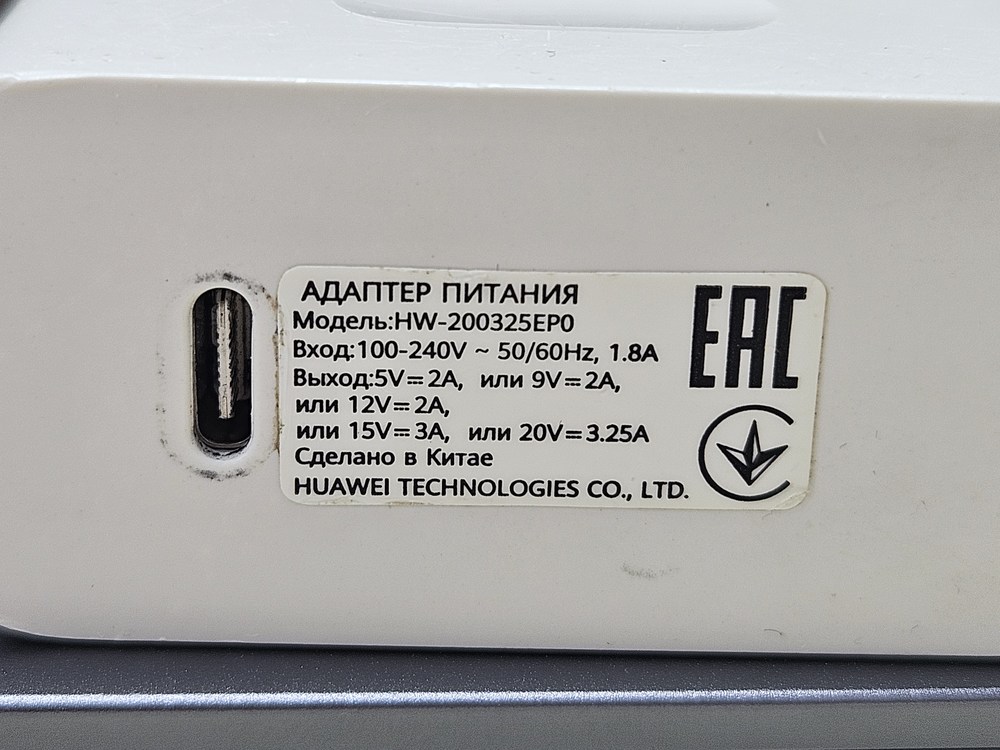 АДАПТЕР ПИТАНИЯ
Модель:HW-200325EP0
Вход:100-240V ~ 50/60Hz, 1.8A
Выход:5V⎓2A, или 9V⎓2A,
или 12V⎓2A,
или 15V⎓3A, или 20V⎓3.25A
Сделано в Китае
HUAWEI TECHNOLOGIES CO., LTD.
EAC